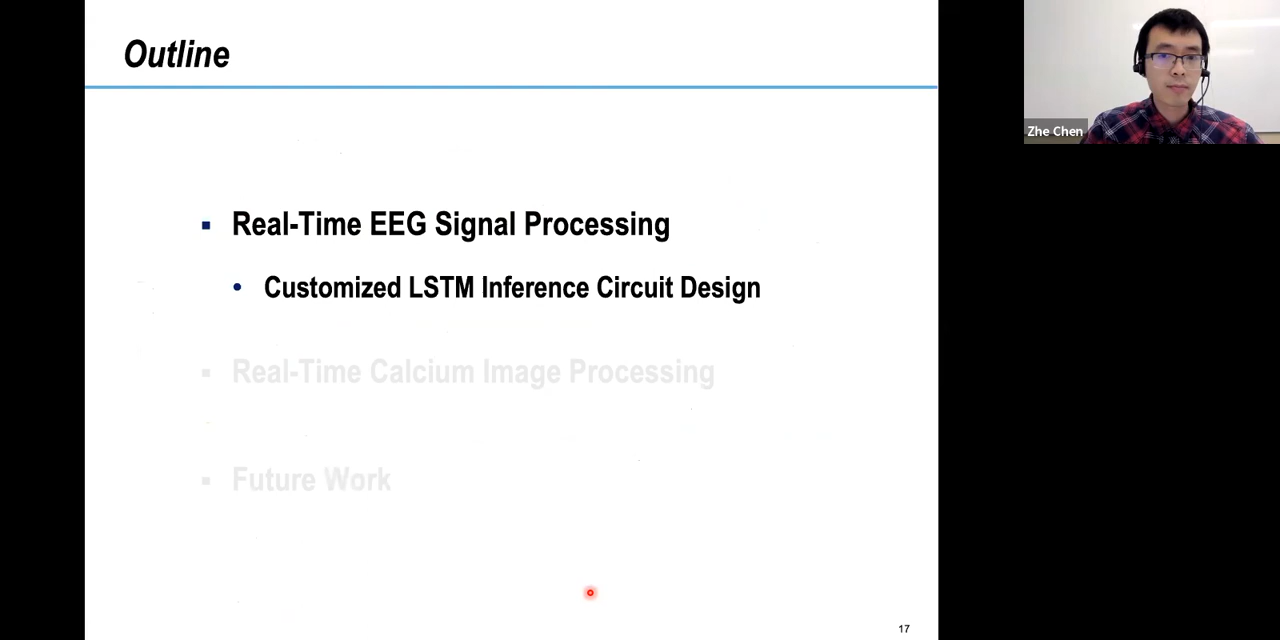 Outline
Zhe Chen
Real-Time EEG Signal Processing
Customized LSTM Inference Circuit Design
Real-Time Calcium Image Processing
Future Work
17